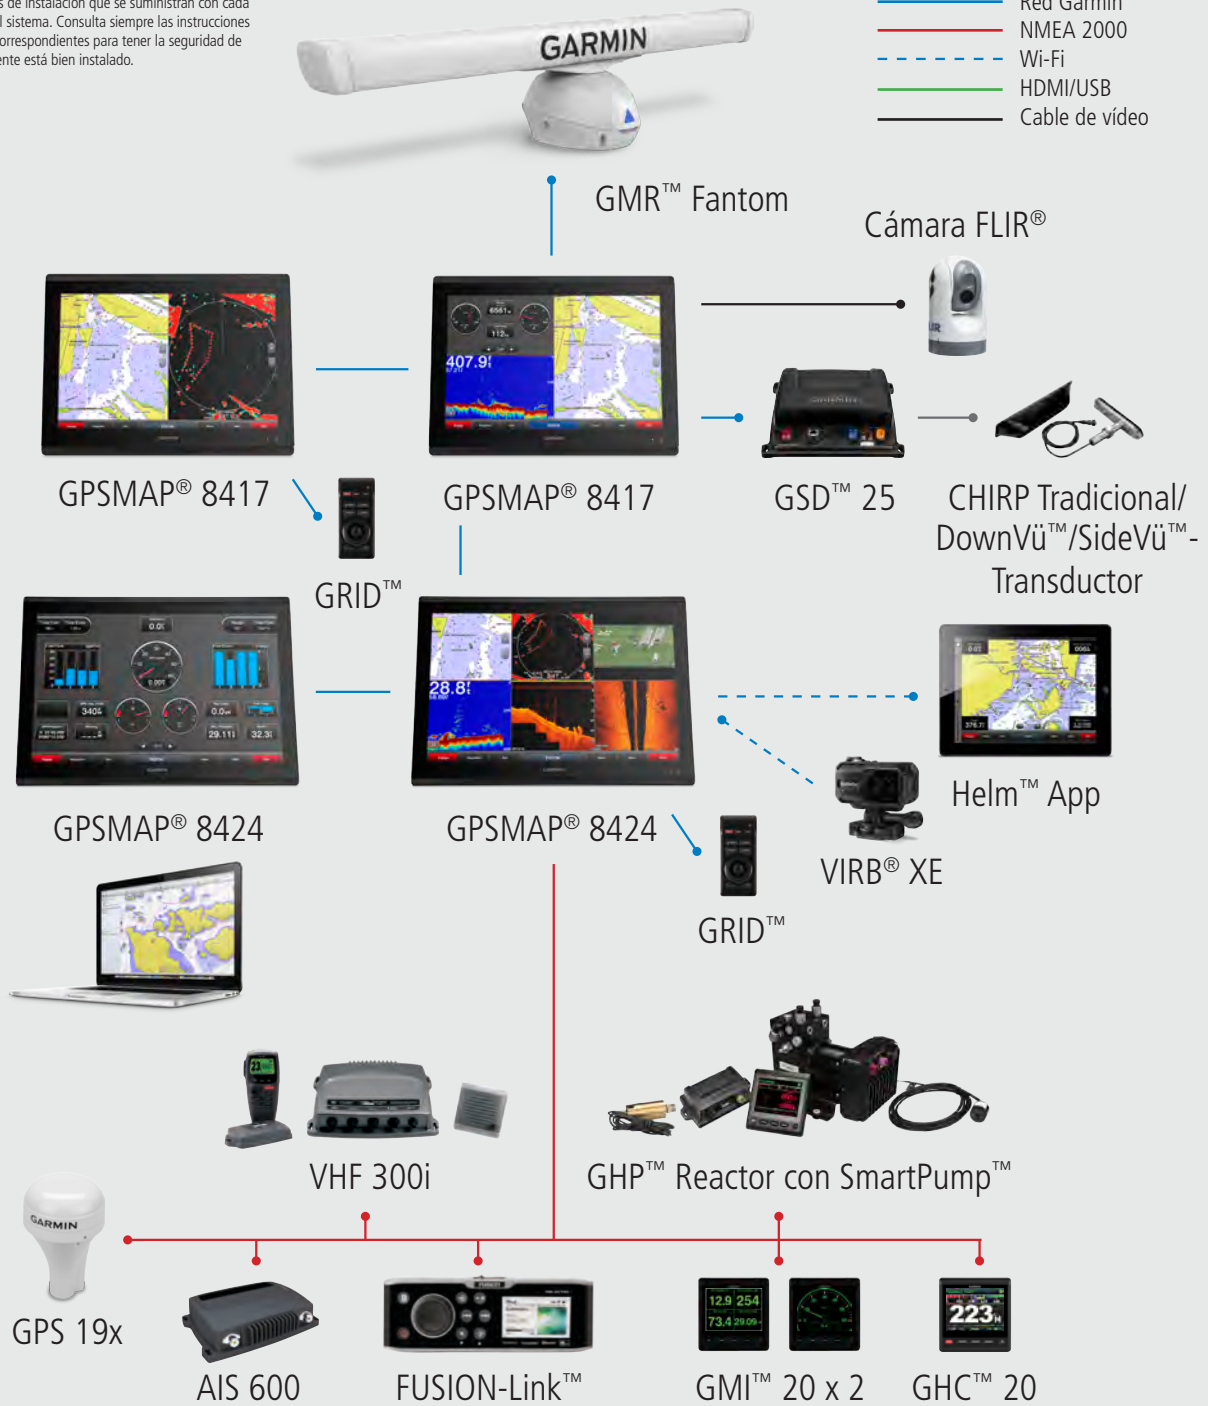 s de instalación que se suministran con cada
l sistema. Consulta siempre las instrucciones
orrespondientes para tener la seguridad de
ente está bien instalado.
Red Garmin
NMEA 2000
Wi-Fi
HDMI/USB
Cable de vídeo
GARMIN
GMR™ Fantom
Cámara FLIR®
407.9
GPSMAP® 8417
GPSMAP® 8417
GSD™ 25
CHIRP Tradicional/
DownVü™/SideVü™-
Transductor
GRID™
28.8
GPSMAP® 8424
GPSMAP® 8424
Helm™ App
VIRB® XE
GRID™
VHF 300i
GHP™ Reactor con SmartPump™
GARMIN
GPS 19x
12.9 254
73.4 29.09
223
AIS 600
FUSION-Link™
GMI™ 20 x 2
GHC™ 20